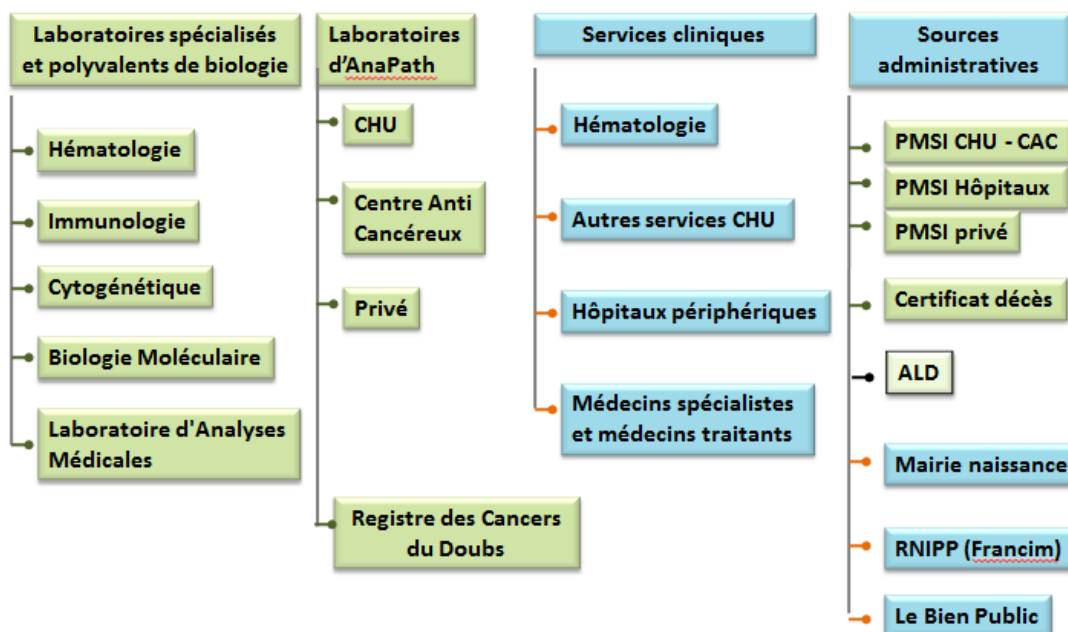 Laboratoires spécialisés
et polyvalents de biologie
Hématologie
Immunologie
Cytogénétique
Biologie Moléculaire
Laboratoire d'Analyses
Médicales
Laboratoires
d'AnaPath
CHU
Centre Anti
Cancéreux
Privé
Registre des Cancers
du Doubs
Services cliniques
Hématologie
Autres services CHU
Hôpitaux périphériques
Médecins spécialistes
et médecins traitants
Sources
administratives
PMSI CHU - CAC
PMSI Hôpitaux
PMSI privé
Certificat décès
ALD
Mairie naissance
RNIPP (Francim)
Le Bien Public